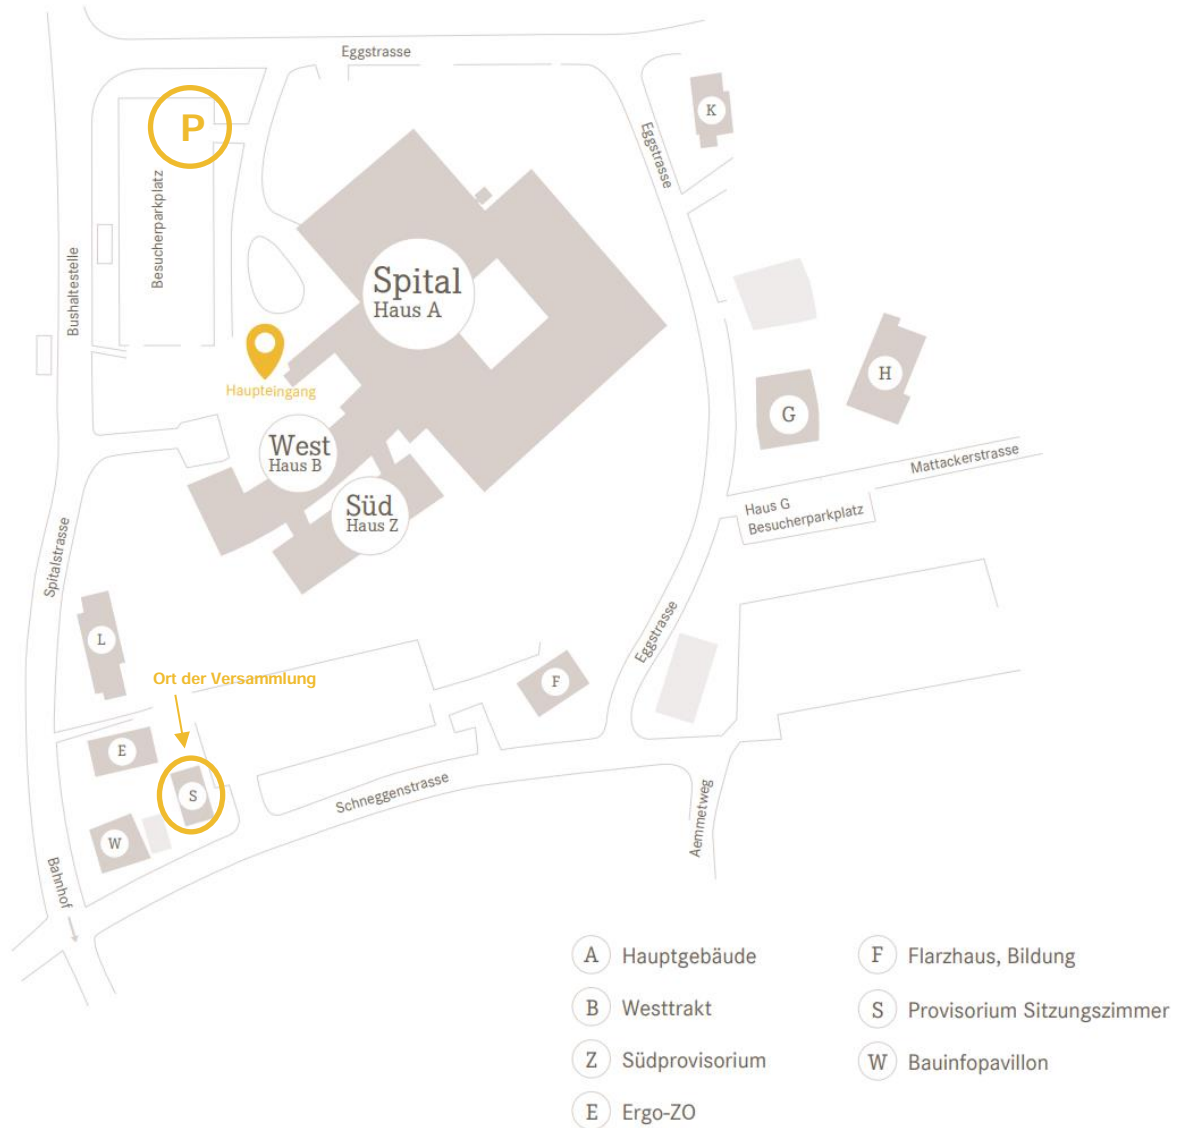 Eggstrasse
P
K
Eggstrasse
Besucherparkplatz
Bushaltestelle
Spital
Haus A
Haupteingang
H
G
West
Haus B
Mattackerstrasse
Süd
Haus Z
Haus G
Besucherparkplatz
Spitalstrasse
L
Eggstrasse
Ort der Versammlung
F
E
S
Schneggenstrasse
W
Aemmetweg
Bahnhof
A Hauptgebäude
B Westtrakt
Z Südprovisorium
E Ergo-ZO
F Flarzhaus, Bildung
S Provisorium Sitzungszimmer
W Bauinfopavillon